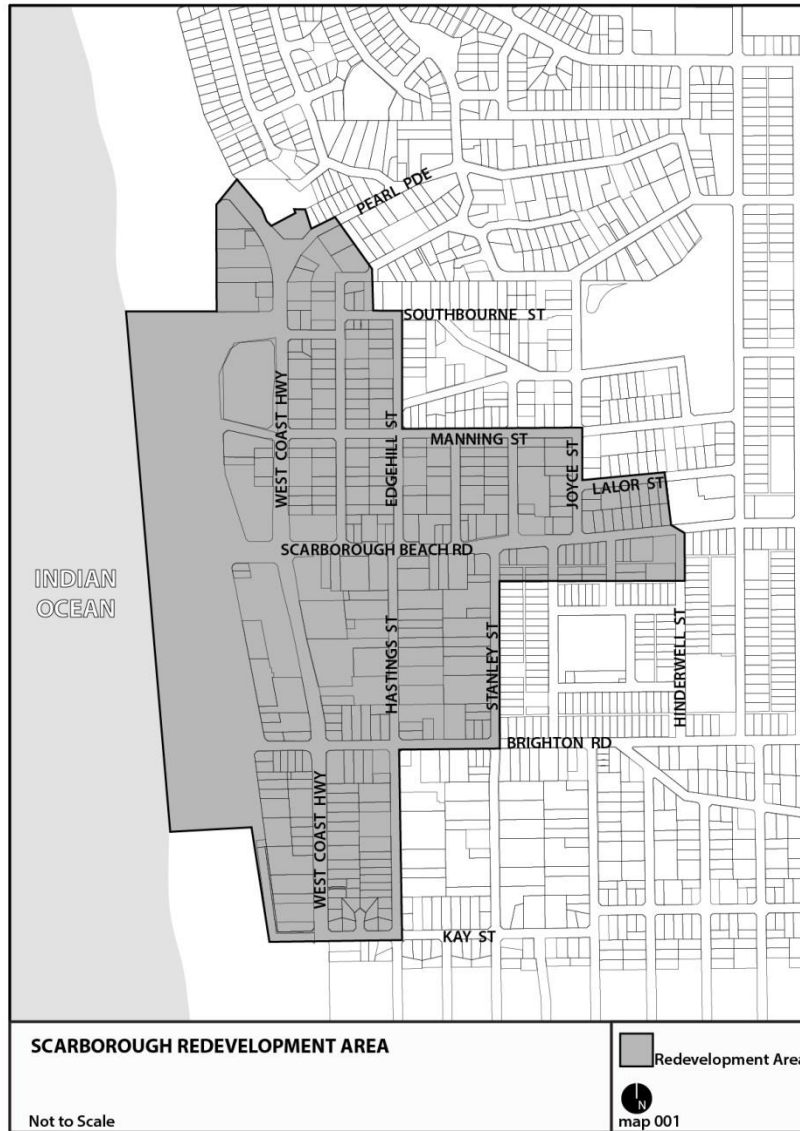 PEARL PDE
SOUTHBOURNE ST
WEST COAST HWY
EDGEHILL ST
MANNING ST
JOYCE ST
LALOR ST
SCARBOROUGH BEACH RD
INDIAN
OCEAN
HASTINGS ST
STANLEY ST
HINDERWELL ST
BRIGHTON RD
WEST COAST HWY
KAY ST
SCARBOROUGH REDEVELOPMENT AREA
Redevelopment Area
N
Not to Scale
map 001